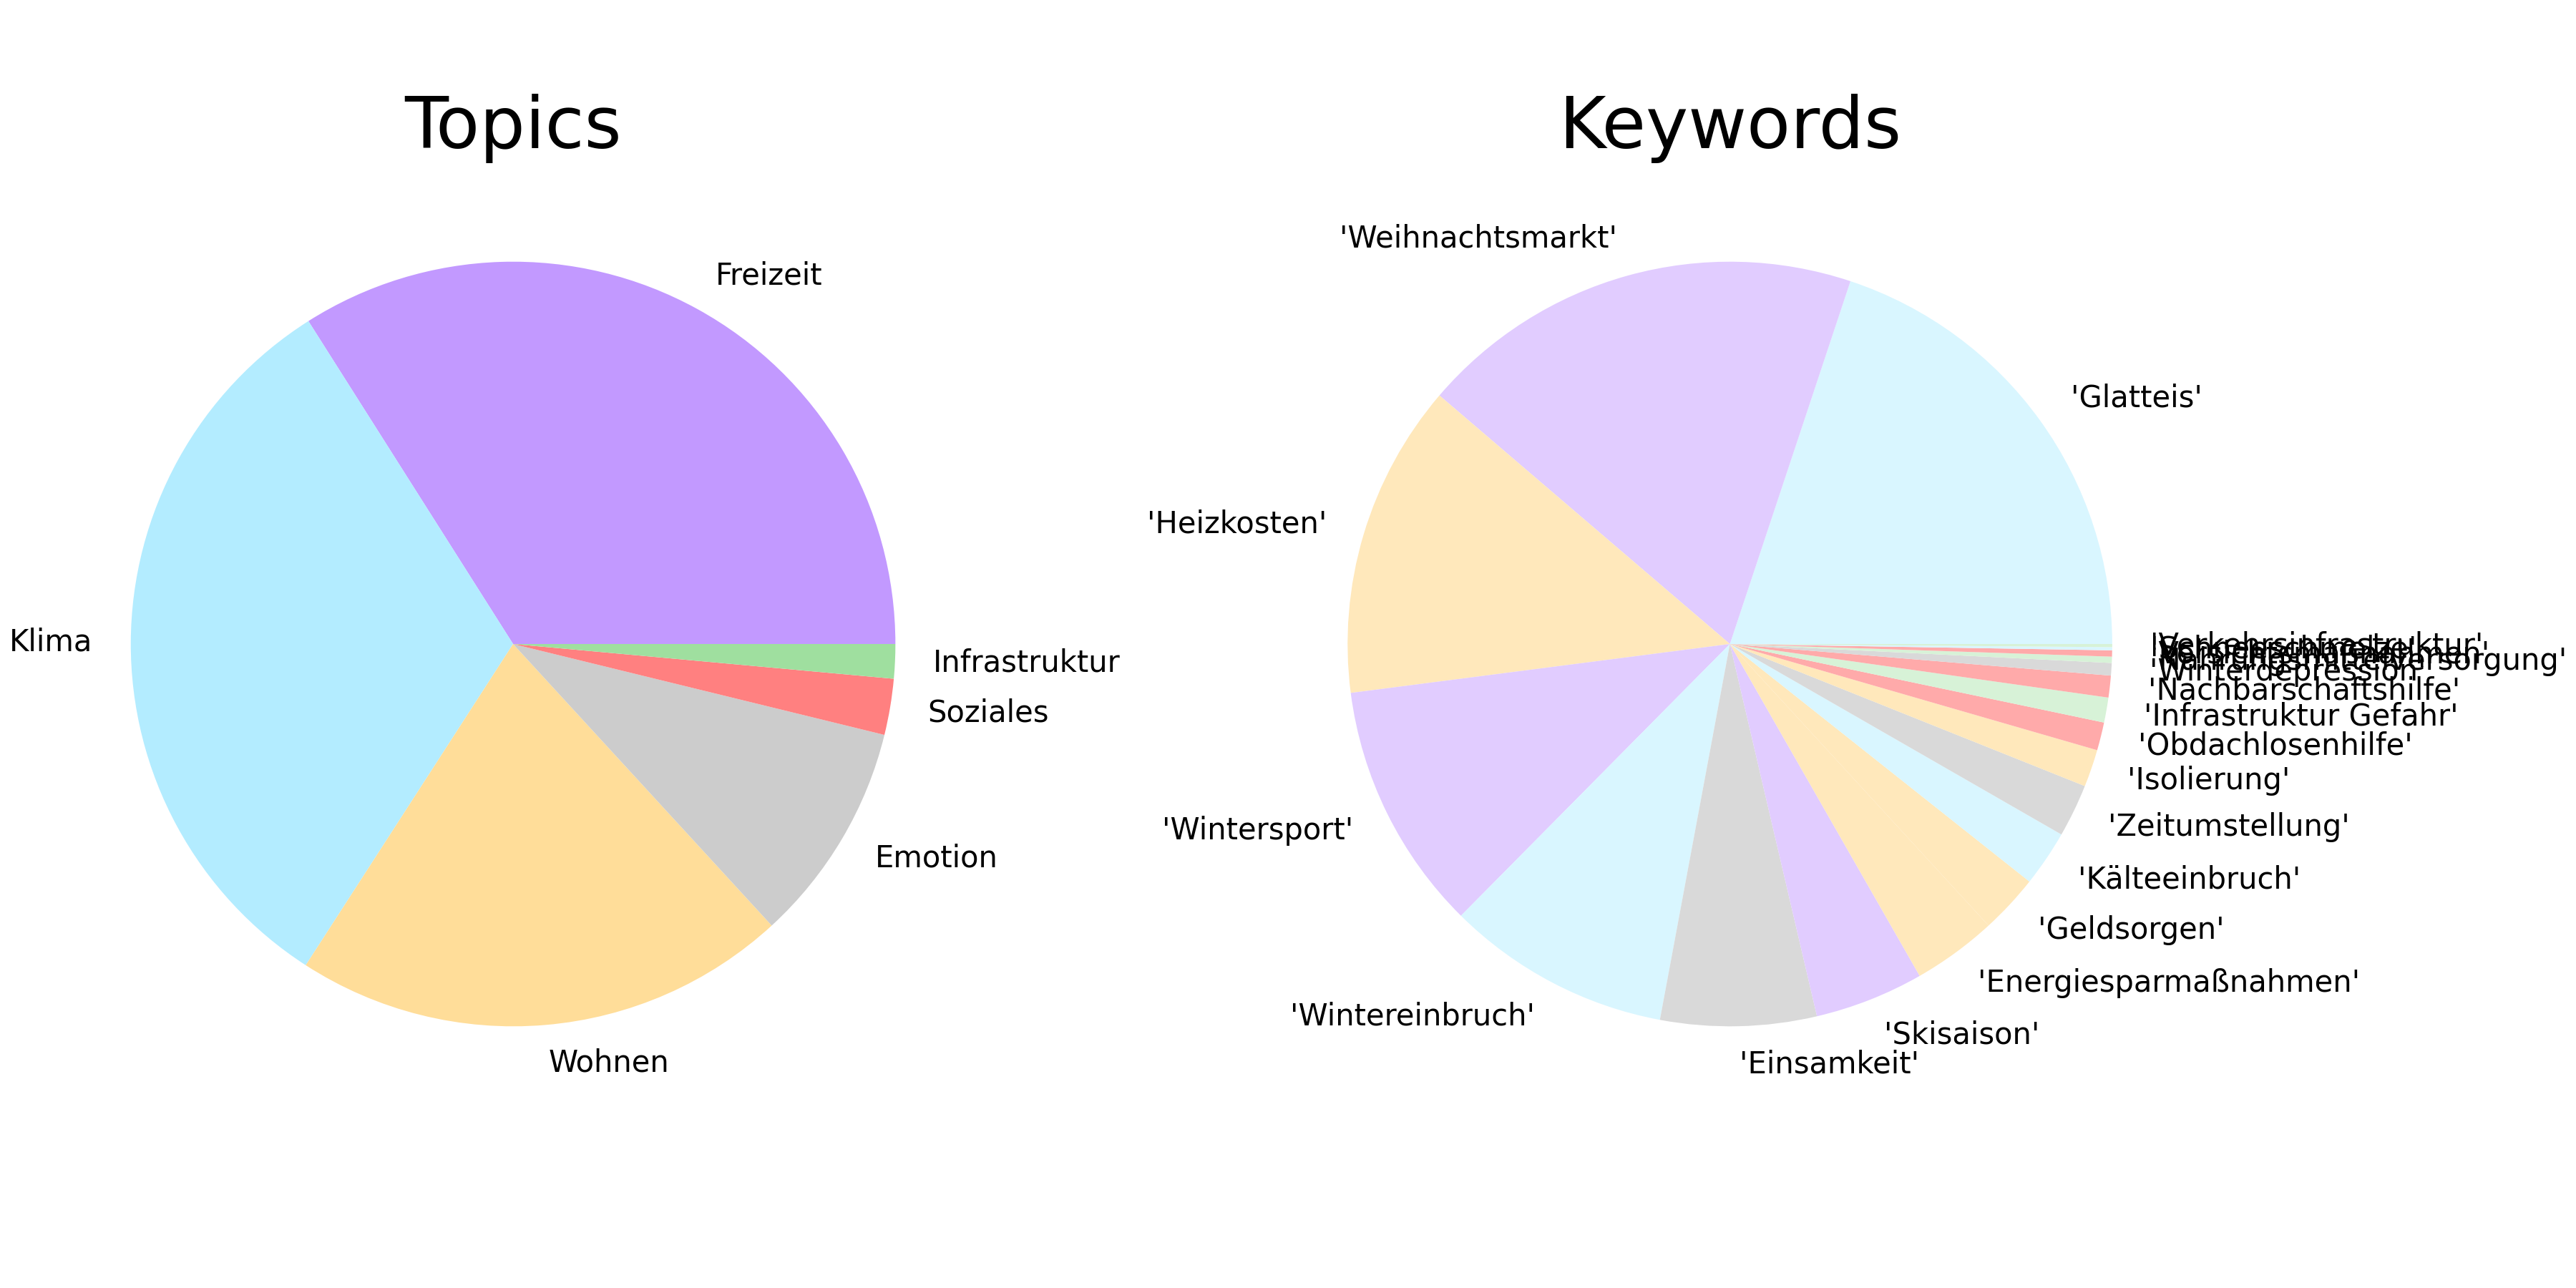 Topics
Freizeit
Klima
Infrastruktur
Soziales
Emotion
Wohnen
Keywords
'Weihnachtsmarkt'
'Glatteis'
'Heizkosten'
'Verkehrsinfrastruktur'
'Winterdepression'
'Nachbarschaftshilfe'
'Infrastruktur Gefahr'
'Obdachlosenhilfe'
'Isolierung'
'Zeitumstellung'
'Wintersport'
'Kälteeinbruch'
'Geldsorgen'
'Energiesparmaßnahmen'
'Wintereinbruch'
'Skisaison'
'Einsamkeit'